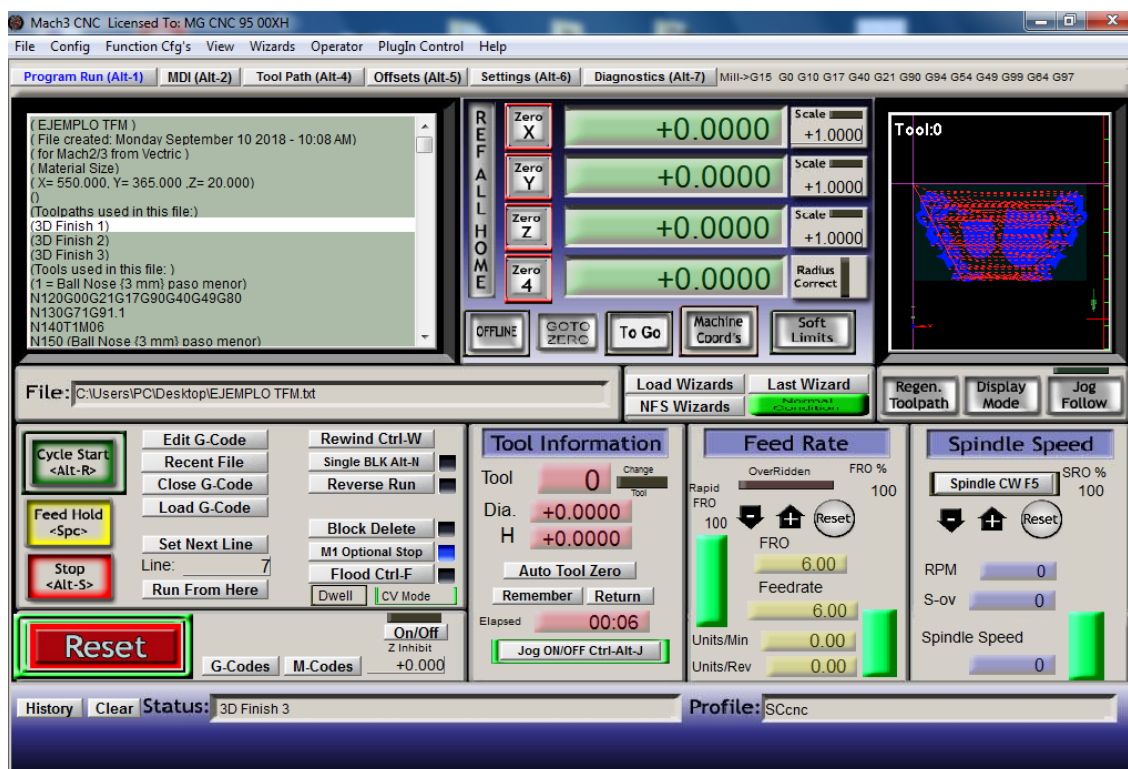 Mach3 CNC Licensed To: MG CNC 95 00XH
File Config Function Cfg's View Wizards Operator PlugIn Control Help
Program Run (Alt-1) MDI (Alt-2) Tool Path (Alt-4) Offsets (Alt-5) Settings (Alt-6) Diagnostics (Alt-7) Mill->G15 G0 G10 G17 G40 G21 G90 G94 G54 G49 G99 G64 G97
( EJEMPLO TFM )
( File created: Monday September 10 2018 - 10:08 AM)
( for Mach2/3 from Vectric )
( Material Size)
( X= 550.000, Y= 365.000 ,Z= 20.000)
()
(Toolpaths used in this file:)
(3D Finish 1)
(3D Finish 2)
(3D Finish 3)
(Tools used in this file: )
(1 = Ball Nose {3 mm} paso menor)
N120G00G21G17G90G40G49G80
N130G71G91.1
N140T1M06
N150 (Ball Nose {3 mm} paso menor)
REF ALL HOME
Zero X +0.0000 Scale +1.0000
Zero Y +0.0000 Scale +1.0000
Zero Z +0.0000 Scale +1.0000
Zero 4 +0.0000 Radius Correct
OFFLINE GOTO ZERO To Go Machine Coord's Soft Limits
Tool:0
File: C:\Users\PC\Desktop\EJEMPLO TFM.txt
Load Wizards Last Wizard
NFS Wizards Normal Condition
Regen. Toolpath Display Mode Jog Follow
Cycle Start <Alt-R>
Feed Hold <Spc>
Stop <Alt-S>
Edit G-Code
Recent File
Close G-Code
Load G-Code
Set Next Line
Line: 7
Run From Here
Rewind Ctrl-W
Single BLK Alt-N
Reverse Run
Block Delete
M1 Optional Stop
Flood Ctrl-F
Dwell CV Mode
Reset
G-Codes M-Codes
On/Off
Z Inhibit
+0.000
Tool Information
Tool 0 Change Tool
Dia. +0.0000
H +0.0000
Auto Tool Zero
Remember Return
Elapsed 00:06
Jog ON/OFF Ctrl-Alt-J
Feed Rate
OverRidden FRO %
100
Rapid FRO
100
Reset
FRO
6.00
Feedrate
6.00
Units/Min 0.00
Units/Rev 0.00
Spindle Speed
Spindle CW F5 SRO %
100
Reset
RPM 0
S-ov 0
Spindle Speed
0
History Clear Status: 3D Finish 3 Profile: SCcnc